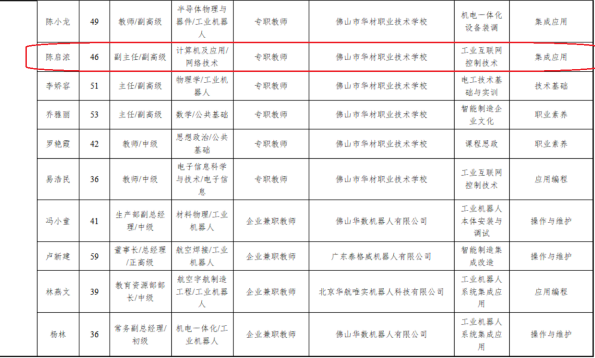 陈小龙 49 教师/副高级 半导体物理与器件/工业机器人 专职教师 佛山市华材职业技术学校 机电一体化设备装调 集成应用
陈启浓 46 副主任/副高级 计算机及应用/网络技术 专职教师 佛山市华材职业技术学校 工业互联网控制技术 集成应用
李娇容 51 主任/副高级 物理学/工业机器人 专职教师 佛山市华材职业技术学校 电工技术基础与实训 技术基础
乔雅丽 53 主任/副高级 数学/公共基础 专职教师 佛山市华材职业技术学校 智能制造企业文化 职业素养
罗艳霞 42 教师/中级 思想政治/公共基础 专职教师 佛山市华材职业技术学校 课程思政 职业素养
易浩民 36 教师/中级 电子信息科学与技术/电子信息 专职教师 佛山市华材职业技术学校 工业互联网控制技术 应用编程
冯小童 41 生产部副总经理/中级 材料物理/工业机器人 企业兼职教师 佛山华数机器人有限公司 工业机器人本体安装与调试 操作与维护
卢新建 59 董事长/总经理/正高级 航空焊接/工业机器人 企业兼职教师 广东泰格威机器人有限公司 智能制造集成改造 操作与维护
林燕文 39 教育资源部部长/中级 航空宇航制造工程/工业机器人 企业兼职教师 北京华航唯实机器人科技有限公司 工业机器人系统集成应用 应用编程
杨林 36 常务副总经理/初级 机电一体化/工业机器人 企业兼职教师 佛山华数机器人有限公司 工业机器人系统集成应用 操作与维护